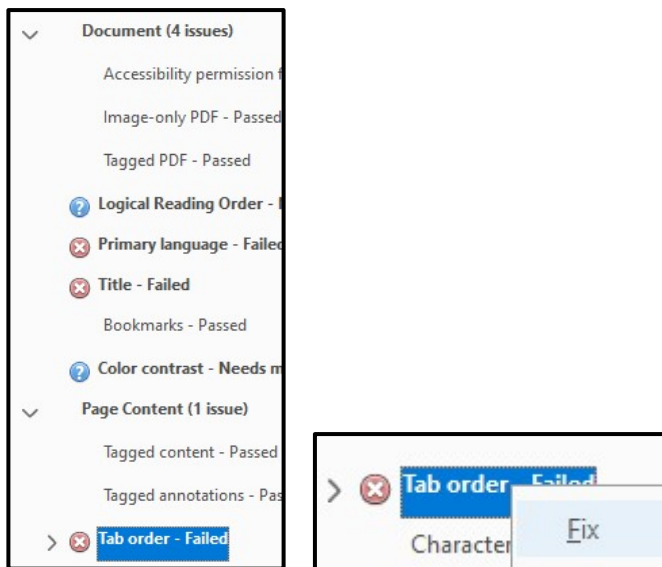 Document (4 issues)
Accessibility permission
Image-only PDF - Passed
Tagged PDF - Passed
Logical Reading Order -
Primary language - Failed
Title - Failed
Bookmarks - Passed
Color contrast - Needs
Page Content (1 issue)
Tagged content - Passed
Tagged annotations - Pas
Tab order - Failed
Tab order - Failed
Character
Fix